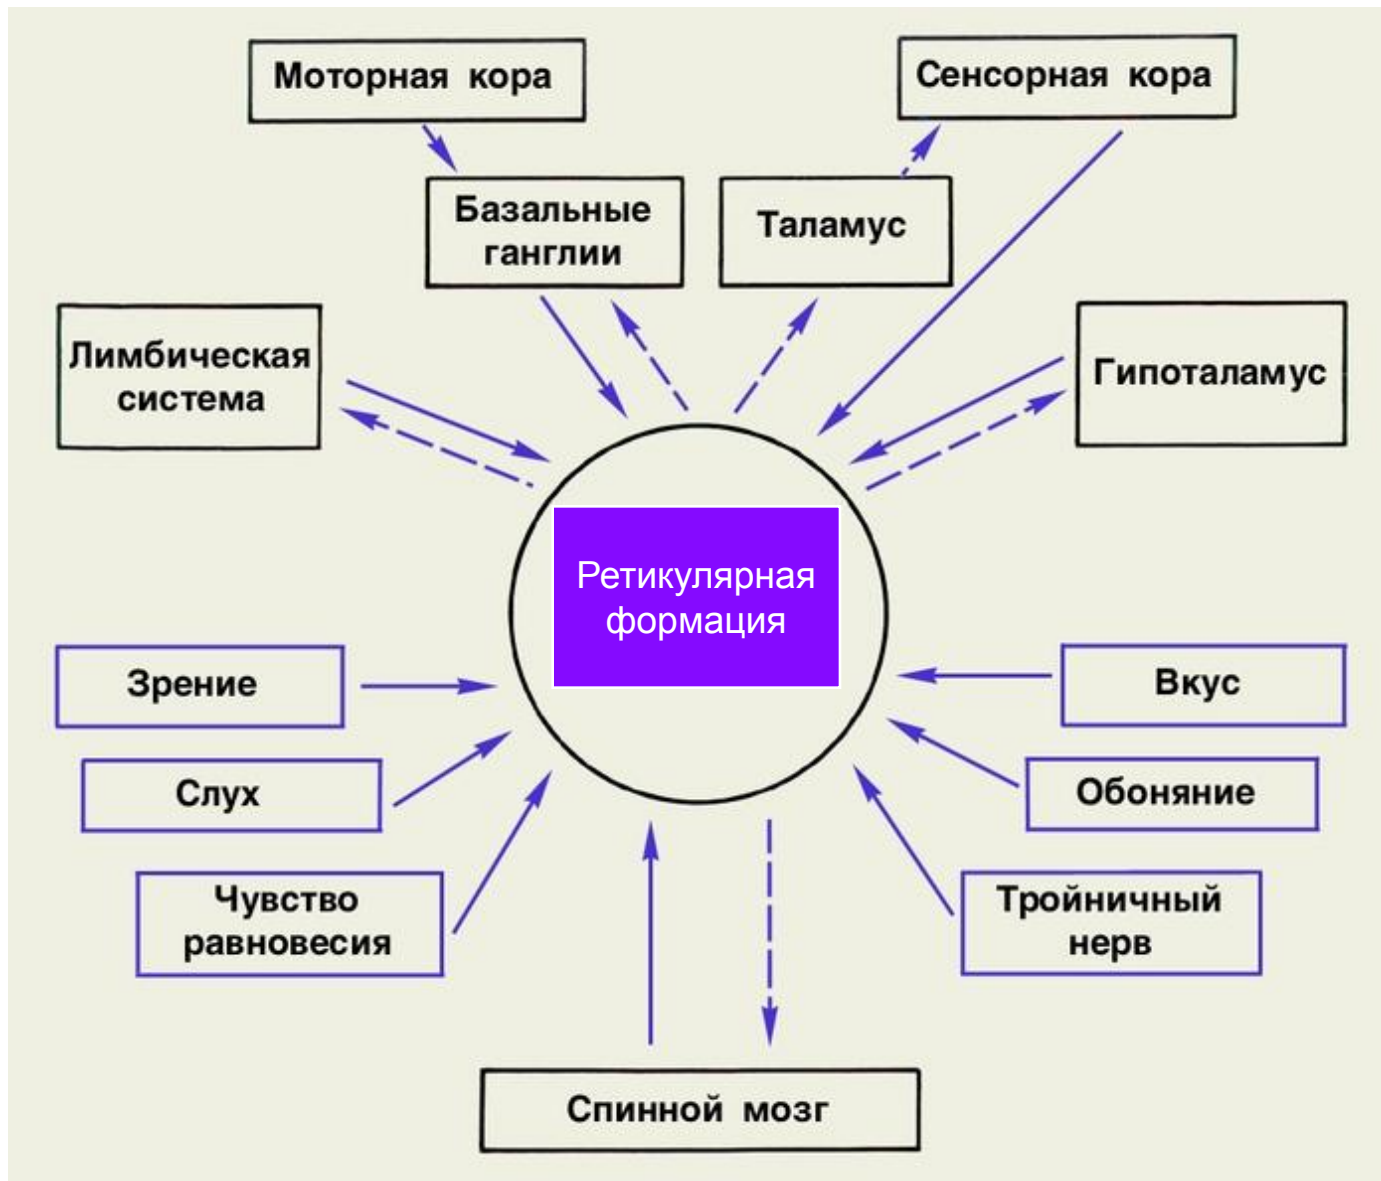 Моторная кора
Сенсорная кора
Базальные
ганглии
Таламус
Лимбическая
система
Гипоталамус
Ретикулярная
формация
Зрение
Вкус
Слух
Обоняние
Чувство
равновесия
Тройничный
нерв
Спинной мозг